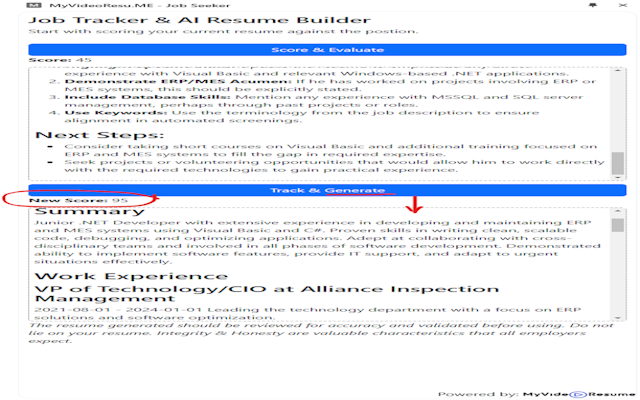 MyVideoResu.ME - Job Seeker
Job Tracker & AI Resume Builder
Start with scoring your current resume against the postion.
Score & Evaluate
Score: 45
experience with Visual Basic and relevant Windows-based .NET applications.
2. Demonstrate ERP/MES Acumen: If he has worked on projects involving ERP or
MES systems, this should be explicitly stated.
3. Include Database Skills: Mention any experience with MSSQL and SQL server
management, perhaps through past projects or roles.
4. Use Keywords: Use the terminology from the job description to ensure
alignment in automated screenings.
Next Steps:
• Consider taking short courses on Visual Basic and additional training focused on
ERP and MES systems to fill the gap in required expertise.
• Seek projects or volunteering opportunities that would allow him to work directly
with the required technologies to gain practical experience.
Track & Generate
New Score: 95
Summary
Junior .NET Developer with extensive experience in developing and maintaining ERP
and MES systems using Visual Basic and C#. Proven skills in writing clean, scalable
code, debugging, and optimizing applications. Adept at collaborating with cross-
disciplinary teams and involved in all phases of software development. Demonstrated
ability to implement software features, provide IT support, and adapt to urgent
situations effectively.
Work Experience
VP of Technology/CIO at Alliance Inspection
Management
2021-08-01 - 2024-01-01 Leading the technology department with a focus on ERP
solutions and software optimization.
The resume generated should be reviewed for accuracy and validated before using. Do not
lie on your resume. Integrity & Honesty are valuable characteristics that all employers
expect.
Powered by: MyVideoResume